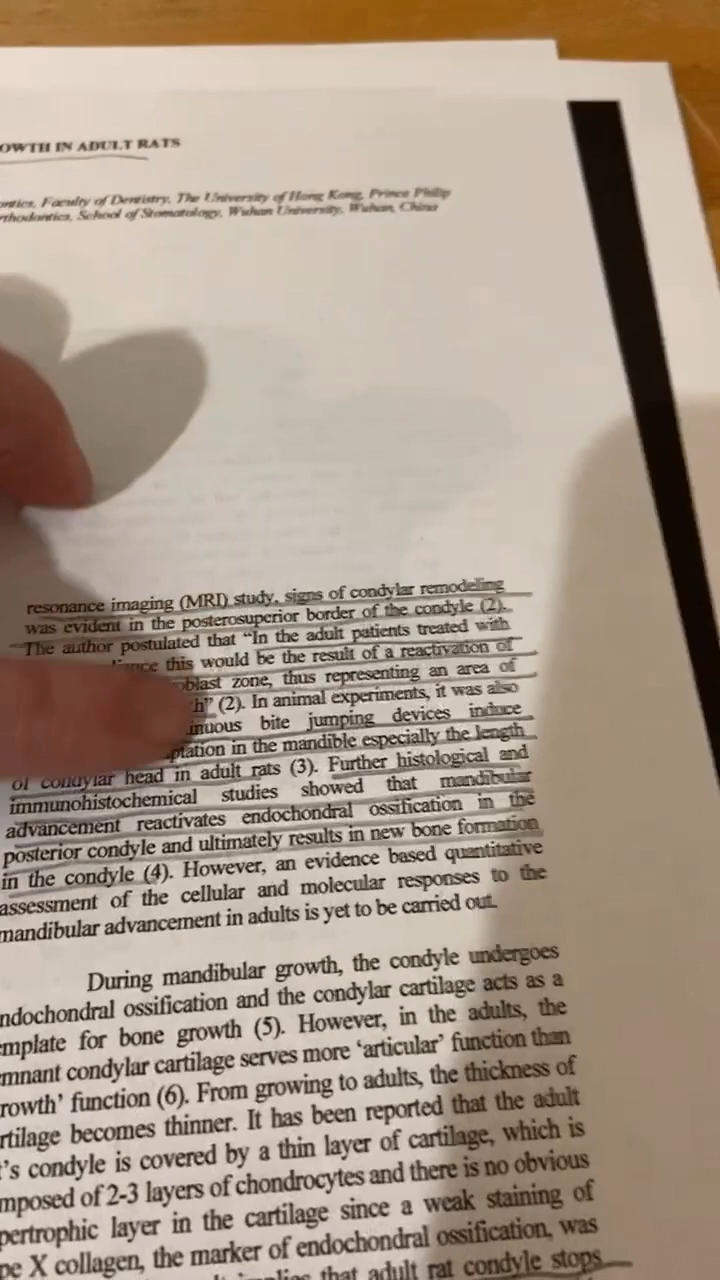 OWTH IN ADULT RATS
ontics, Faculty of Dentistry, The University of Hong Kong, Prince Philip
rthodontics, School of Stomatology, Wuhan University, Wuhan, China
resonance imaging (MRI) study, signs of condylar remodeling
was evident in the posterosuperior border of the condyle (2).
The author postulated that “In the adult patients treated with
this would be the result of a reactivation of
oblast zone, thus representing an area of
h” (2). In animal experiments, it was also
inuous bite jumping devices induce
ptation in the mandible especially the length
of condylar head in adult rats (3). Further histological and
immunohistochemical studies showed that mandibular
advancement reactivates endochondral ossification in the
posterior condyle and ultimately results in new bone formation
in the condyle (4). However, an evidence based quantitative
assessment of the cellular and molecular responses to the
mandibular advancement in adults is yet to be carried out.
During mandibular growth, the condyle undergoes
ndochondral ossification and the condylar cartilage acts as a
mplate for bone growth (5). However, in the adults, the
mnant condylar cartilage serves more ‘articular’ function than
rowth’ function (6). From growing to adults, the thickness of
rtilage becomes thinner. It has been reported that the adult
t’s condyle is covered by a thin layer of cartilage, which is
mposed of 2-3 layers of chondrocytes and there is no obvious
pertrophic layer in the cartilage since a weak staining of
pe X collagen, the marker of endochondral ossification, was
that adult rat condyle stops